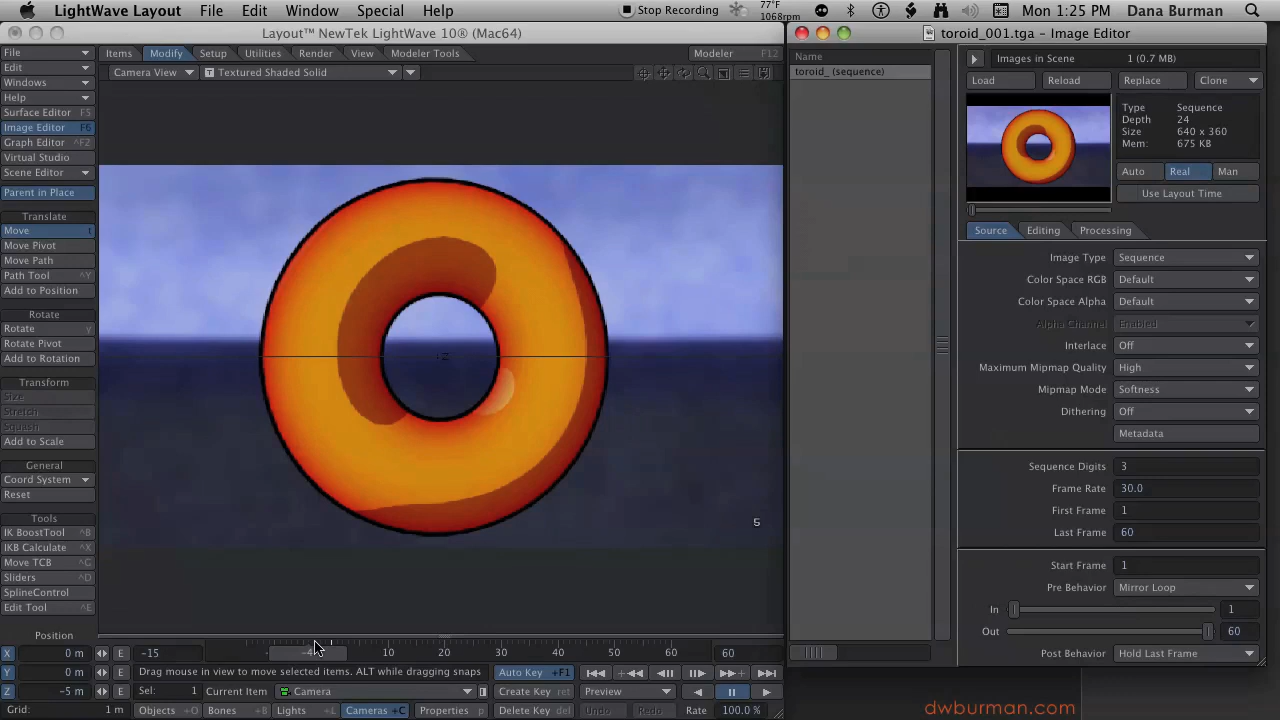 LightWave Layout File Edit Window Special Help Stop Recording 77° 1068rpm Mon 1:25 PM Dana Burman
Layout™ NewTek LightWave 10® (Mac64)
toroid_001.tga - Image Editor
File
Edit
Windows
Help
Surface Editor F5
Image Editor F6
Graph Editor ^F2
Virtual Studio
Scene Editor
Parent in Place
Translate
Move t
Move Pivot
Move Path
Path Tool ^Y
Add to Position
Rotate
Rotate y
Rotate Pivot
Add to Rotation
Transform
Size
Stretch
Squash
Add to Scale
General
Coord System
Reset
Tools
IK BoostTool ^B
IKB Calculate ^X
Move TCB ^G
Sliders ^D
SplineControl
Edit Tool ^E
Items Modify Setup Utilities Render View Modeler Tools Modeler F12
Camera View T Textured Shaded Solid
+Z
5
Position
X 0 m E
Y 0 m E
Z -5 m E
Grid: 1 m
-15 10 20 30 40 50 60 60
Drag mouse in view to move selected items. ALT while dragging snaps
Auto Key +F1
Sel: 1 Current Item Camera Create Key ret Preview
Objects +O Bones +B Lights +L Cameras +C Properties p Delete Key del Undo Redo 100.0 %
Name
toroid_ (sequence)
Images in Scene 1 (0.7 MB)
Load Reload Replace Clone
Type Sequence
Depth 24
Size 640 x 360
Mem: 675 KB
Auto Real Man
Use Layout Time
Source Editing Processing
Image Type Sequence
Color Space RGB Default
Color Space Alpha Default
Alpha Channel Enabled
Interlace Off
Maximum Mipmap Quality High
Mipmap Mode Softness
Dithering Off
Metadata
Sequence Digits 3
Frame Rate 30.0
First Frame 1
Last Frame 60
Start Frame 1
Pre Behavior Mirror Loop
In 1
Out 60
Post Behavior Hold Last Frame
dwburman.com